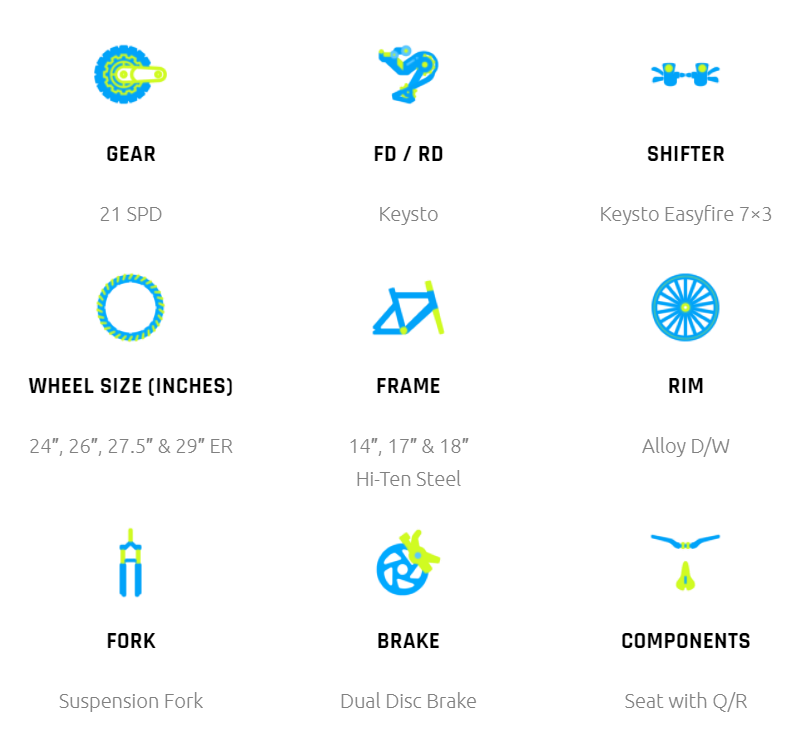 GEAR
FD / RD
SHIFTER
21 SPD
Keysto
Keysto Easyfire 7×3
WHEEL SIZE (INCHES)
FRAME
RIM
24″, 26″, 27.5″ & 29″ ER
14″, 17″ & 18″
Hi-Ten Steel
Alloy D/W
FORK
BRAKE
COMPONENTS
Suspension Fork
Dual Disc Brake
Seat with Q/R